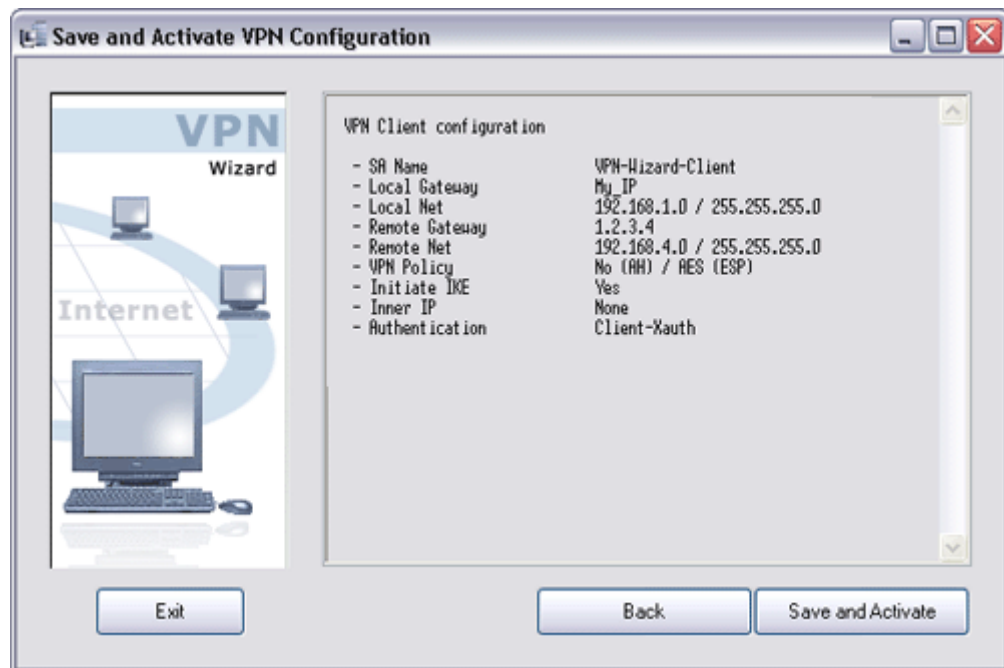 Save and Activate VPN Configuration
VPN
Wizard
Internet
VPN Client configuration
- SA Name VPN-Wizard-Client
- Local Gateway My_IP
- Local Net 192.168.1.0 / 255.255.255.0
- Remote Gateway 1.2.3.4
- Remote Net 192.168.4.0 / 255.255.255.0
- VPN Policy No (AH) / AES (ESP)
- Initiate IKE Yes
- Inner IP None
- Authentication Client-Xauth
Exit
Back
Save and Activate